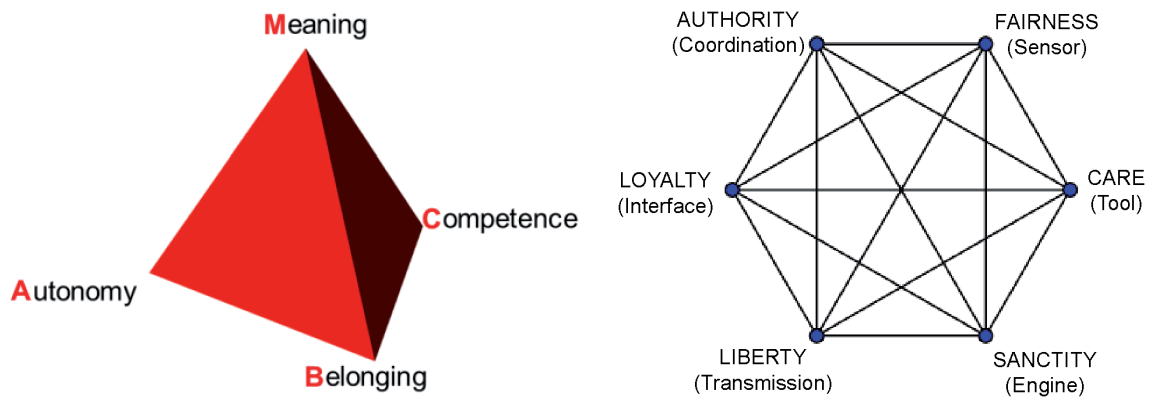 Meaning
Competence
Autonomy
Belonging
AUTHORITY
(Coordination)
FAIRNESS
(Sensor)
LOYALTY
(Interface)
CARE
(Tool)
LIBERTY
(Transmission)
SANCTITY
(Engine)